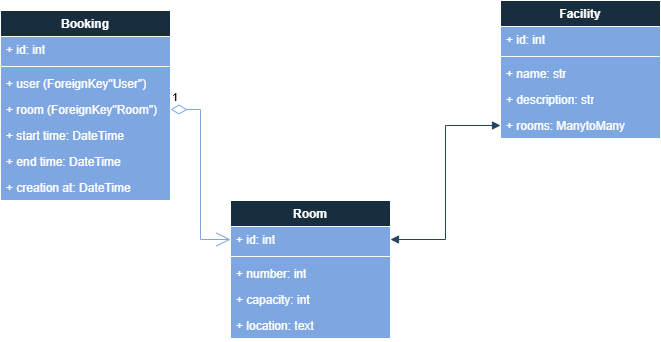 Booking
+ id: int
+ user (ForeignKey"User")
+ room (ForeignKey"Room")
+ start time: DateTime
+ end time: DateTime
+ creation at: DateTime
1
Facility
+ id: int
+ name: str
+ description: str
+ rooms: ManytoMany
Room
+ id: int
+ number: int
+ capacity: int
+ location: text